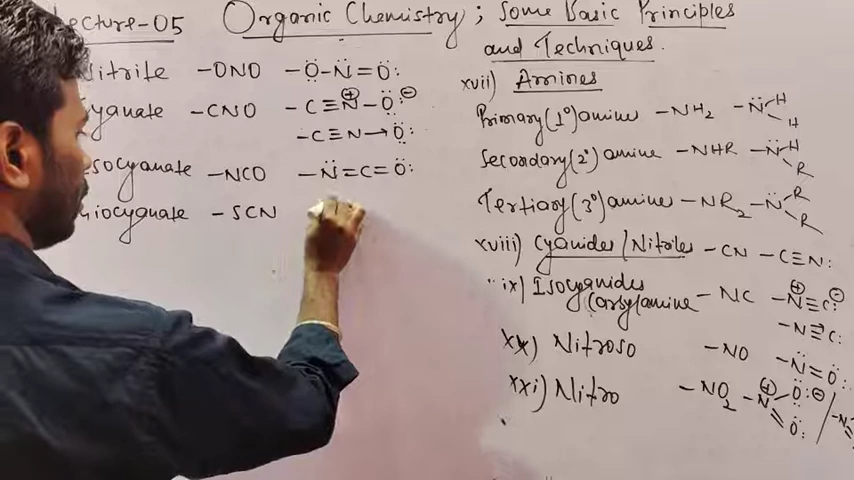 Lecture-05 Organic Chemistry ; Some Basic Principles
and Techniques.
Nitrite -ONO -Ö-N̈=Ö:
Cyanate -CNO -C≡N⊕-Ö:⊖
-C≡N→Ö:
Isocyanate -NCO -N̈=C=Ö:
Thiocyanate -SCN
xvii) Amines
Primary(1°)amine -NH₂ -N̈ H H
Secondary(2°) amine -NHR -N̈ H R
Tertiary(3°) amine -NR₂ -N̈ R R
xviii) Cyanides/Nitriles -CN -C≡N:
ix) Isocyanides -NC -N⊕≡C:⊖
-N≡C:
xx) Nitroso -NO -N̈=Ö:
xxi) Nitro -NO₂ -N⊕ Ö:⊖ Ö: /